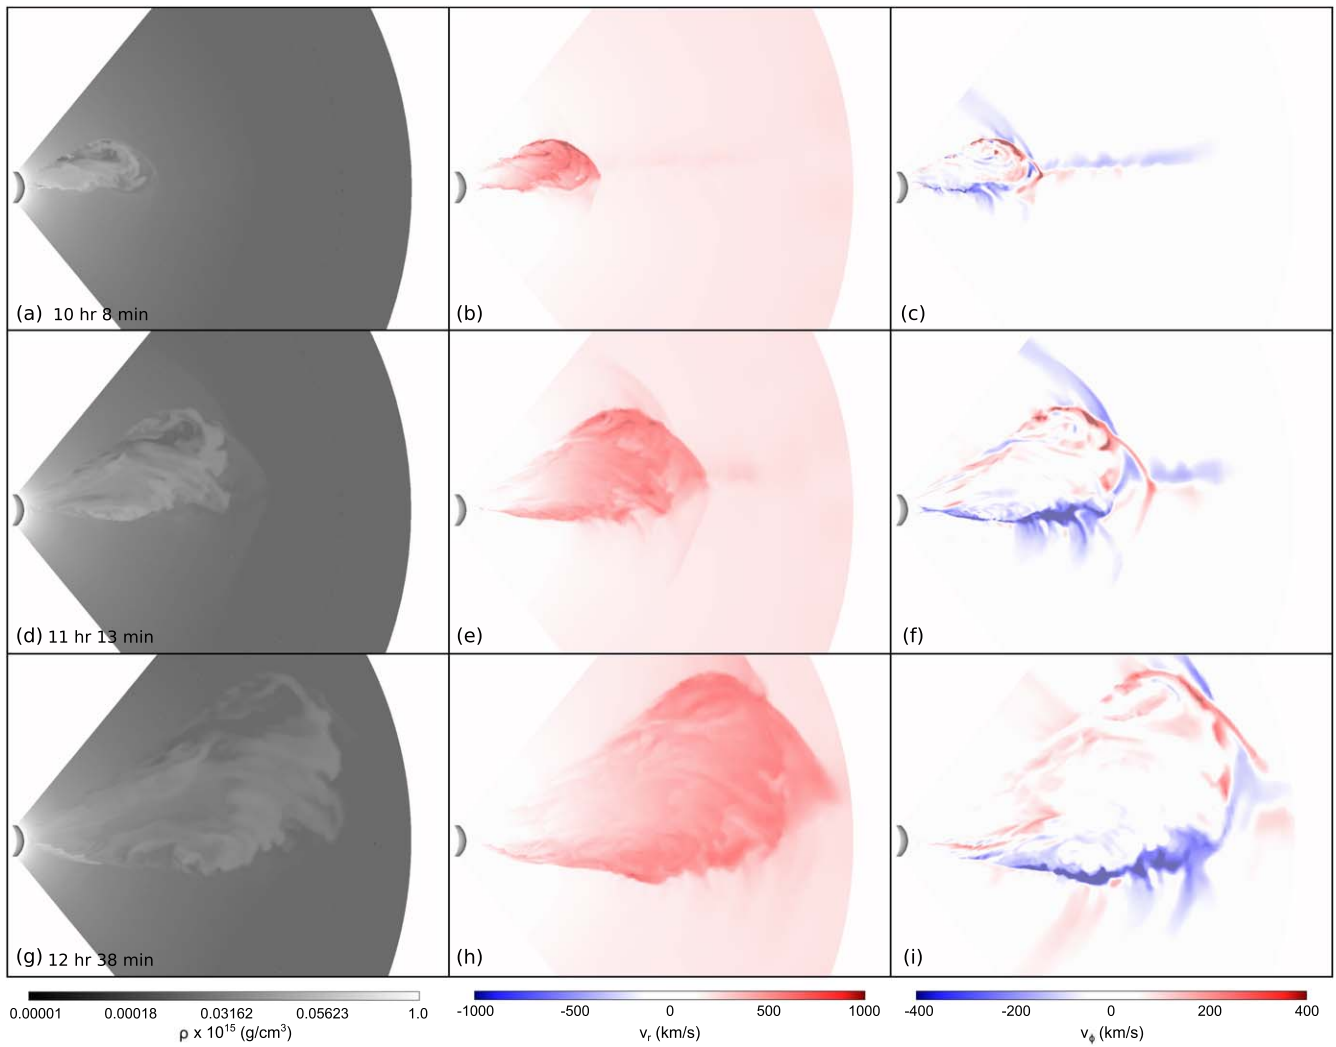 (a) 10 hr 8 min
(b)
(c)
(d) 11 hr 13 min
(e)
(f)
(g) 12 hr 38 min
(h)
(i)
0.00001 0.00018 0.03162 0.05623 1.0
ρ x 10¹⁵ (g/cm³)
-1000 -500 0 500 1000
vᵣ (km/s)
-400 -200 0 200 400
vᵩ (km/s)